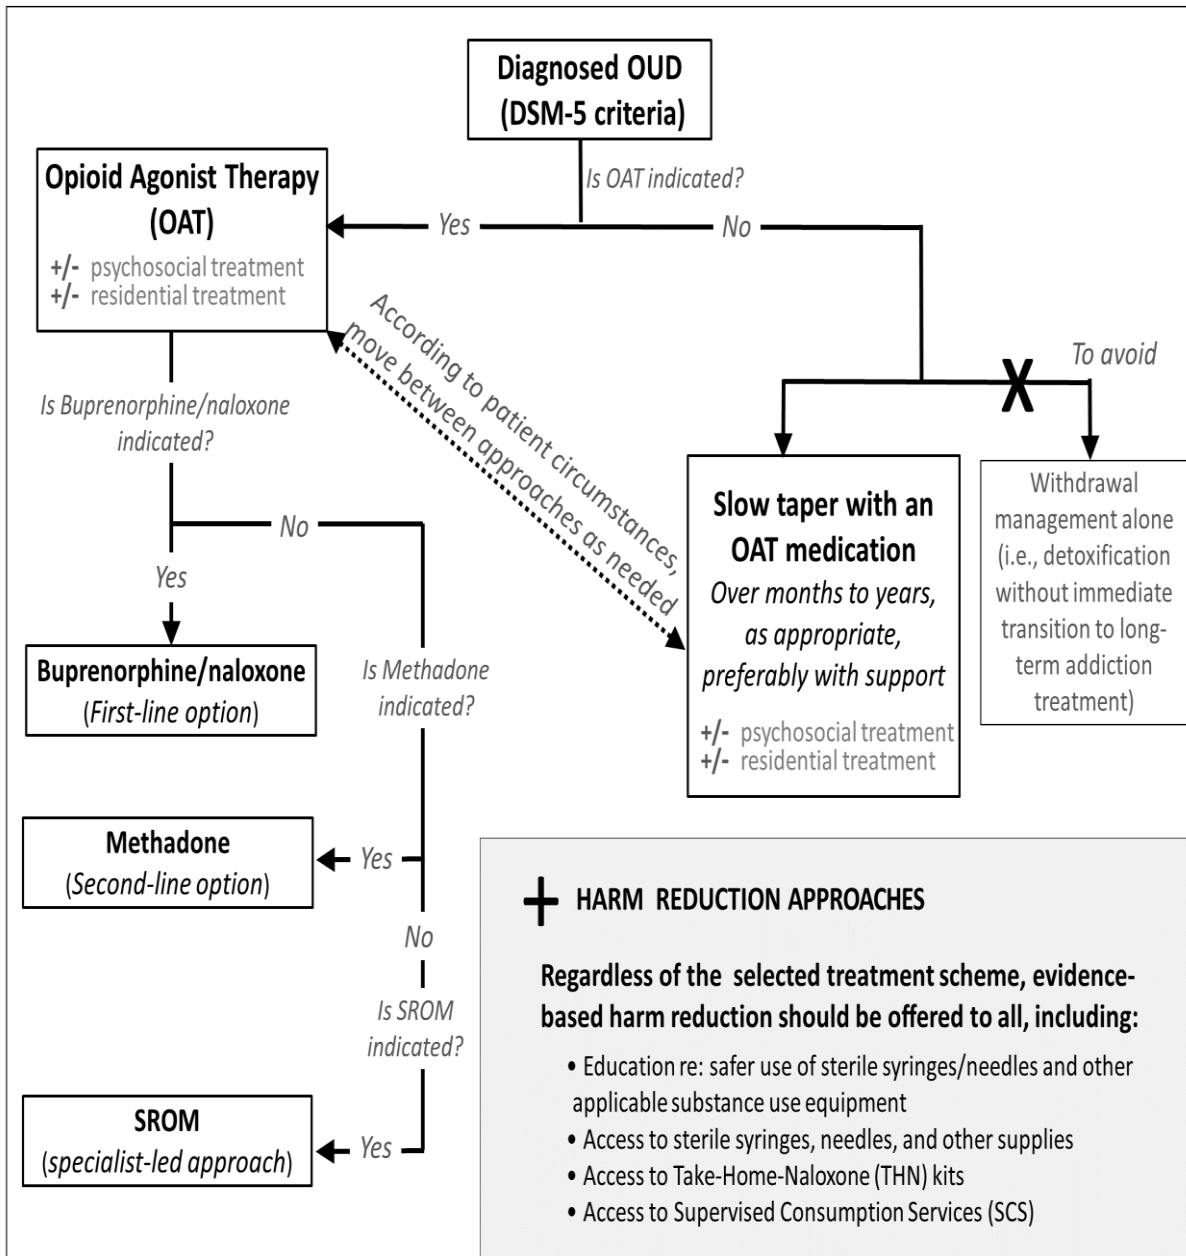 Diagnosed OUD
(DSM-5 criteria)
Is OAT indicated?
Yes
No
Opioid Agonist Therapy
(OAT)
+/- psychosocial treatment
+/- residential treatment
According to patient circumstances,
move between approaches as needed
To avoid
X
Is Buprenorphine/naloxone
indicated?
No
Yes
Buprenorphine/naloxone
(First-line option)
Is Methadone
indicated?
Slow taper with an
OAT medication
Over months to years,
as appropriate,
preferably with support
+/- psychosocial treatment
+/- residential treatment
Withdrawal
management alone
(i.e., detoxification
without immediate
transition to long-
term addiction
treatment)
Methadone
(Second-line option)
Yes
No
Is SROM
indicated?
SROM
(specialist-led approach)
Yes
+ HARM REDUCTION APPROACHES
Regardless of the selected treatment scheme, evidence-
based harm reduction should be offered to all, including:
• Education re: safer use of sterile syringes/needles and other
applicable substance use equipment
• Access to sterile syringes, needles, and other supplies
• Access to Take-Home-Naloxone (THN) kits
• Access to Supervised Consumption Services (SCS)